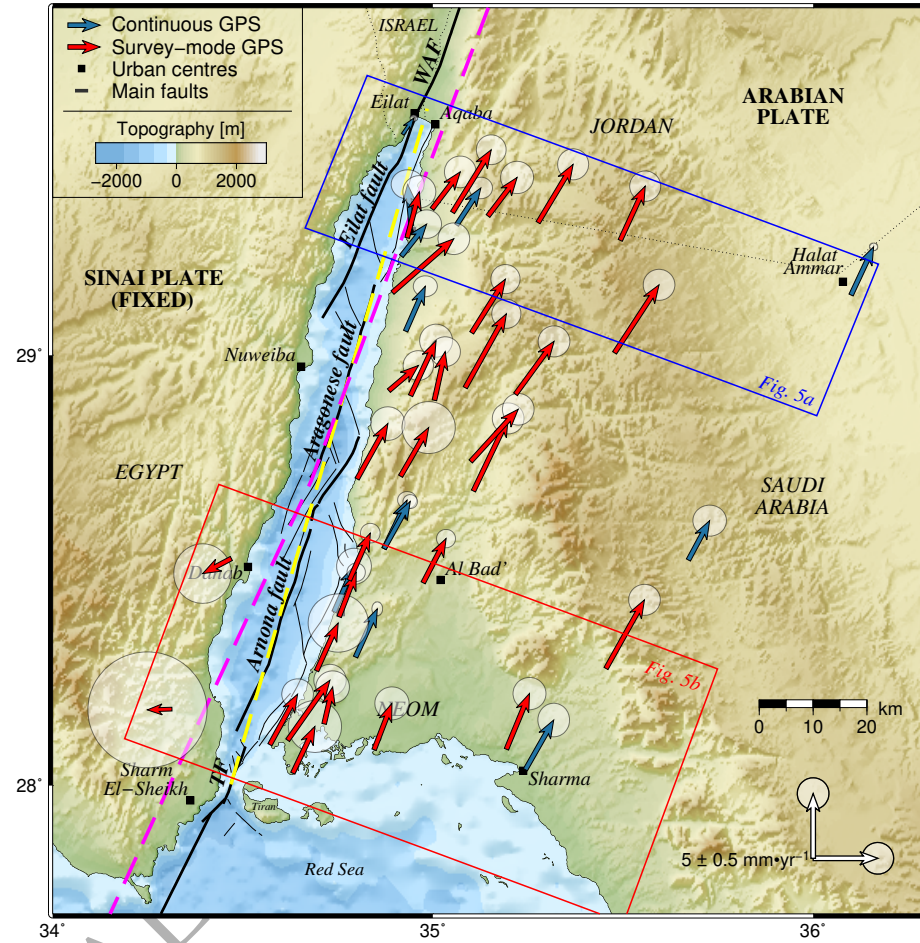 Continuous GPS
Survey−mode GPS
Urban centres
Main faults
Topography [m]
−2000 0 2000
ISRAEL
WAF
Eilat
Aqaba
JORDAN
ARABIAN
PLATE
Eilat fault
Halat
Ammar
SINAI PLATE
(FIXED)
29°
Nuweiba
Aragonese fault
Fig. 5a
EGYPT
SAUDI
ARABIA
Dahab
Al Bad'
Arnona fault
Fig. 5b
NEOM
0 10 20 km
TF
Sharm
El−Sheikh
Sharma
28°
Tiran
Red Sea
5 ± 0.5 mm•yr⁻¹
34° 35° 36°